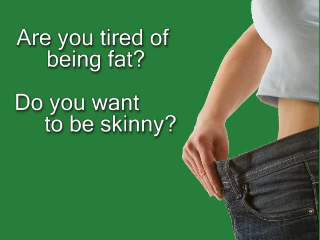 Are you tired of
being fat?
Do you want
to be skinny?